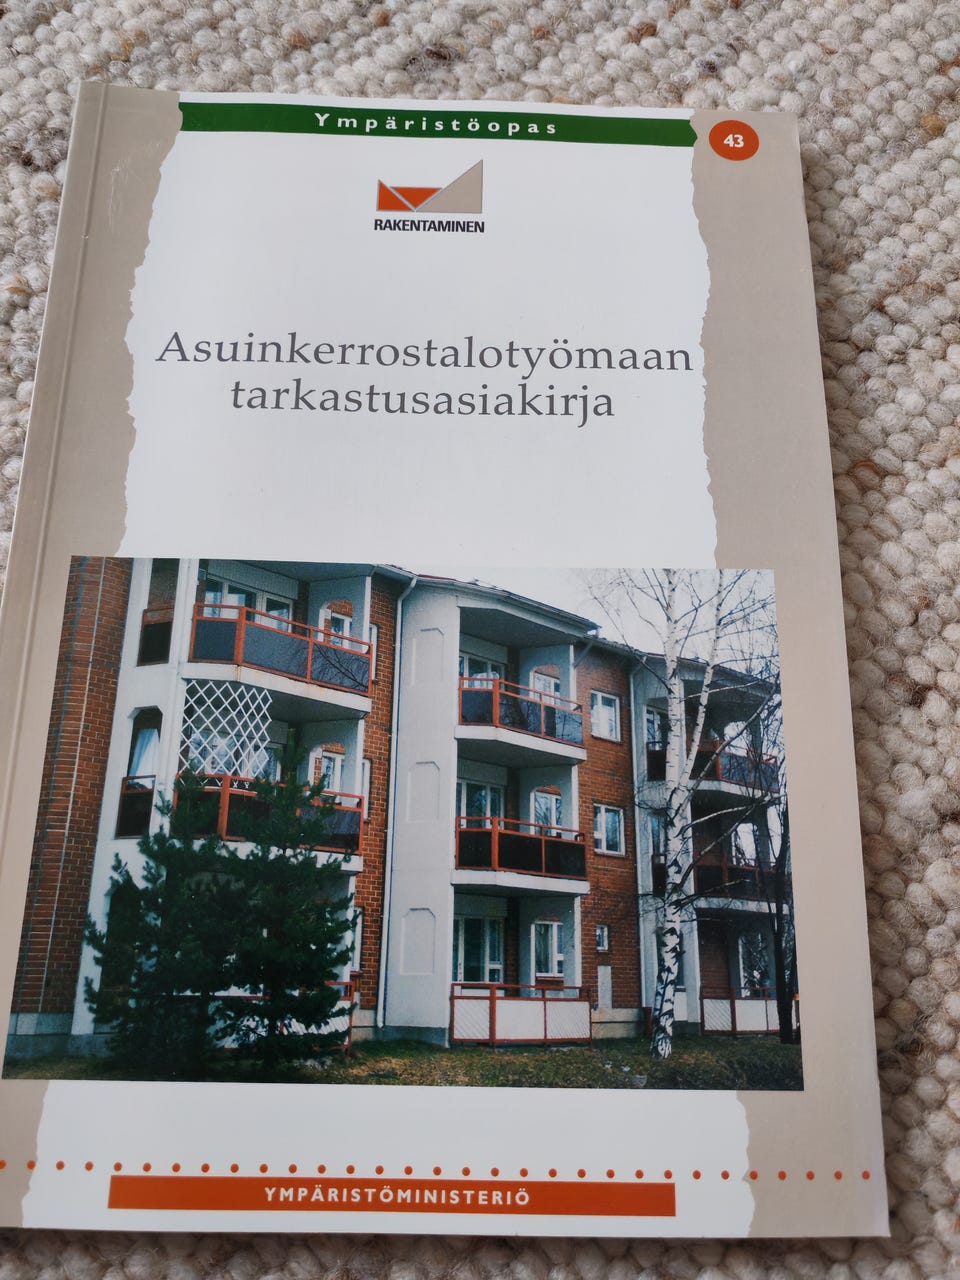 Ympäristöopas
43
RAKENTAMINEN
Asuinkerrostalotyömaan
tarkastusasiakirja
YMPÄRISTÖMINISTERIÖ